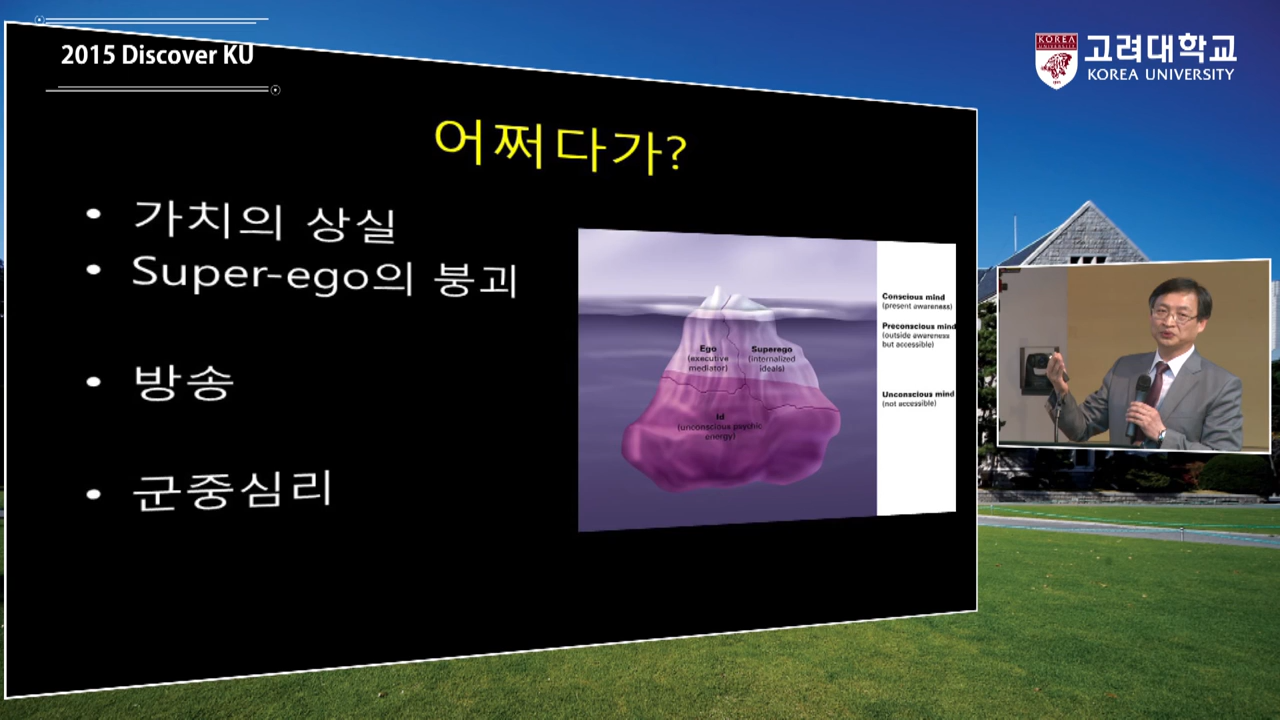 2015 Discover KU
KOREA
UNIVERSITY
고려대학교
KOREA UNIVERSITY
어쩌다가?
• 가치의 상실
• Super-ego의 붕괴
• 방송
• 군중심리
Ego
(executive
mediator)
Superego
(internalized
ideals)
Id
(unconscious psychic
energy)
Conscious mind
(present awareness)
Preconscious mind
(outside awareness
but accessible)
Unconscious mind
(not accessible)